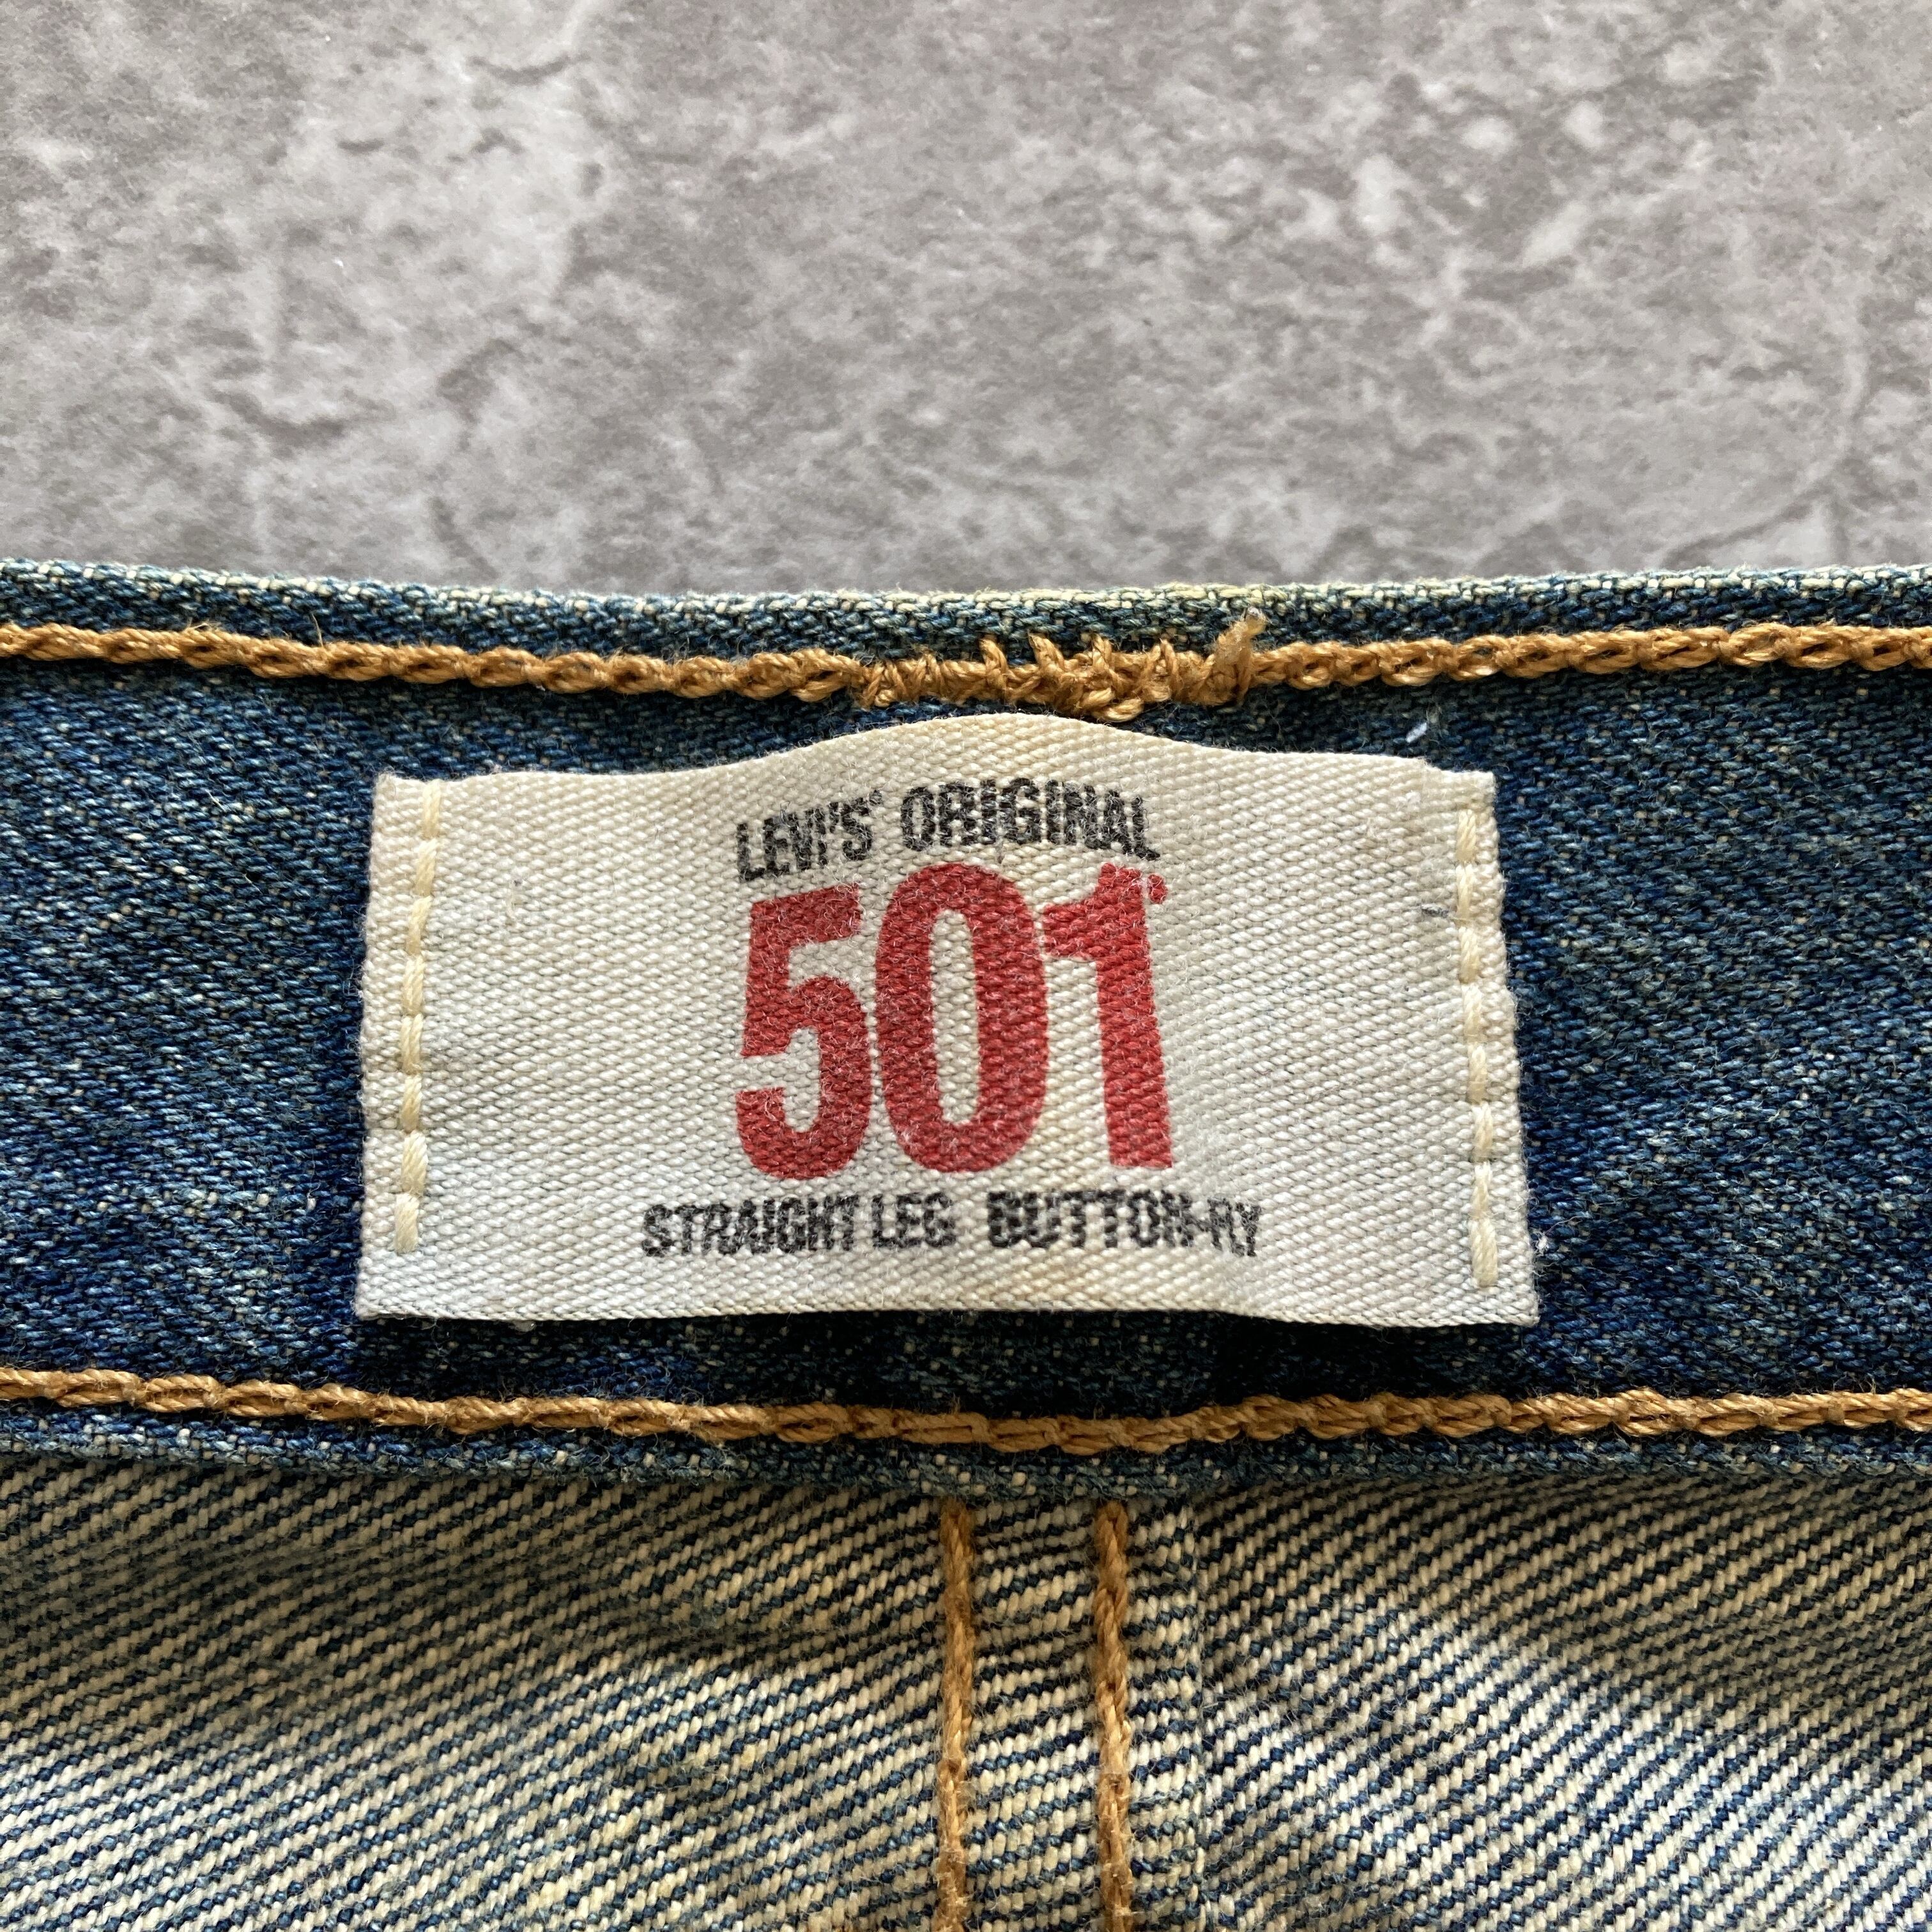 LEVI'S® ORIGINAL
501®
STRAIGHT LEG BUTTON-FLY